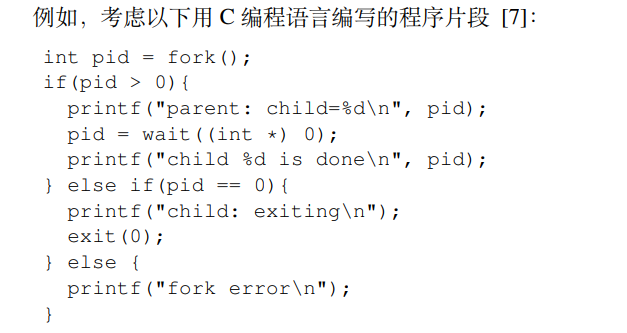 例如，考虑以下用 C 编程语言编写的程序片段 [7]：
int pid = fork();
if(pid > 0){
  printf("parent: child=%d\n", pid);
  pid = wait((int *) 0);
  printf("child %d is done\n", pid);
} else if(pid == 0){
  printf("child: exiting\n");
  exit(0);
} else {
  printf("fork error\n");
}